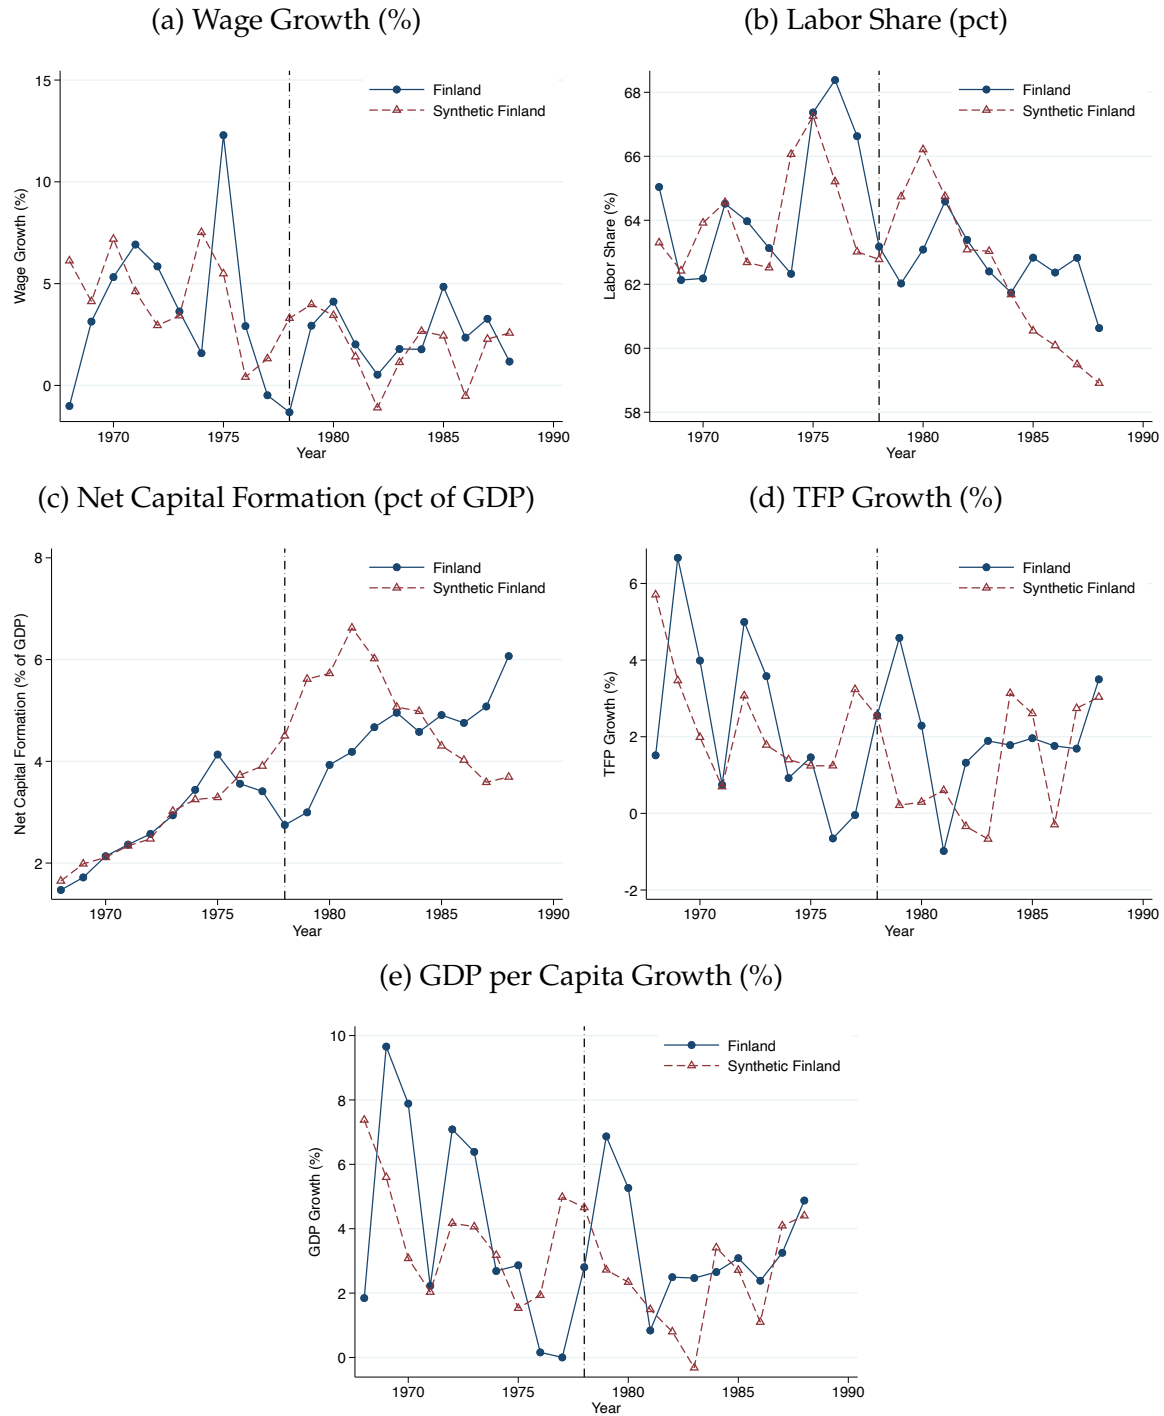 (a) Wage Growth (%)
15
10
5
0
Wage Growth (%)
Finland
Synthetic Finland
1970 1975 1980 1985 1990
Year
(b) Labor Share (pct)
68
66
64
62
60
58
Labor Share (%)
Finland
Synthetic Finland
1970 1975 1980 1985 1990
Year
(c) Net Capital Formation (pct of GDP)
8
6
4
2
Net Capital Formation (% of GDP)
Finland
Synthetic Finland
1970 1975 1980 1985 1990
Year
(d) TFP Growth (%)
6
4
2
0
-2
TFP Growth (%)
Finland
Synthetic Finland
1970 1975 1980 1985 1990
Year
(e) GDP per Capita Growth (%)
10
8
6
4
2
0
GDP Growth (%)
Finland
Synthetic Finland
1970 1975 1980 1985 1990
Year